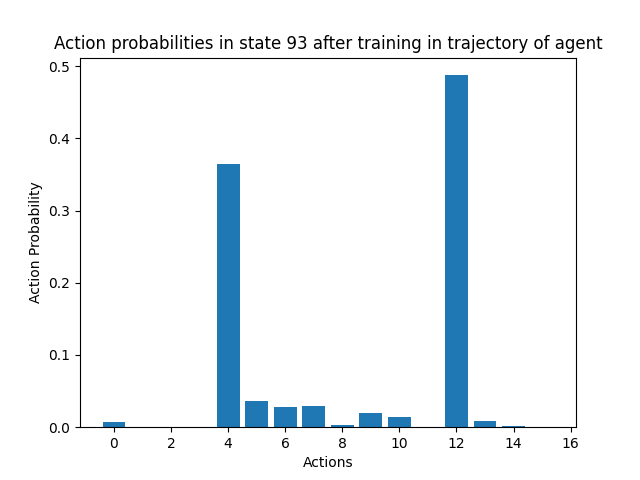 Action probabilities in state 93 after training in trajectory of agent
0.5
0.4
0.3
0.2
0.1
0.0
Action Probability
0 2 4 6 8 10 12 14 16
Actions